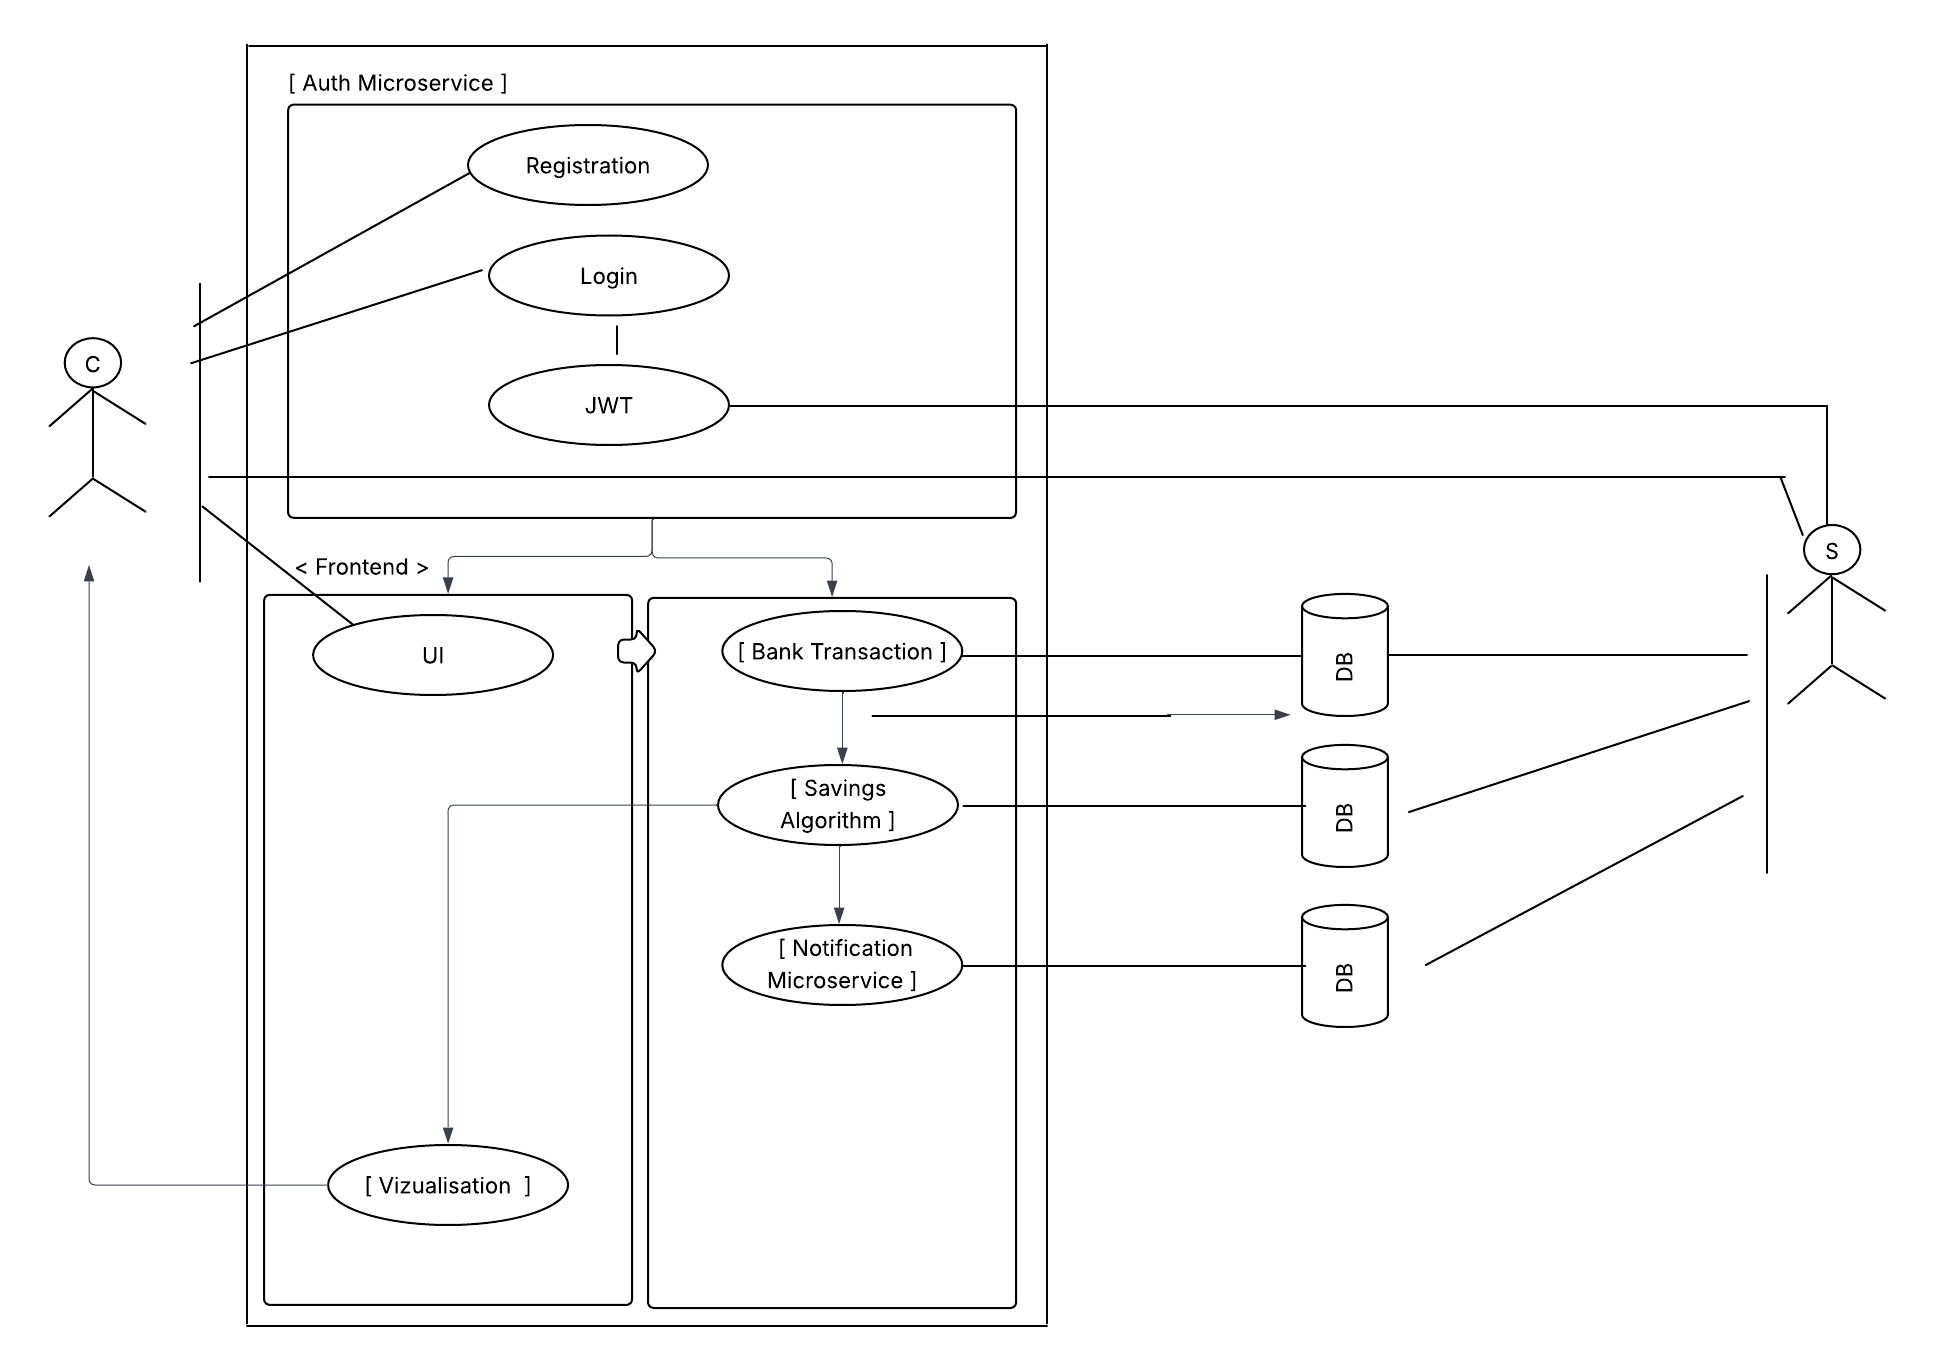 [ Auth Microservice ]
Registration
Login
C
JWT
S
< Frontend >
UI
[ Bank Transaction ]
DB
[ Savings
Algorithm ]
DB
[ Notification
Microservice ]
DB
[ Vizualisation  ]